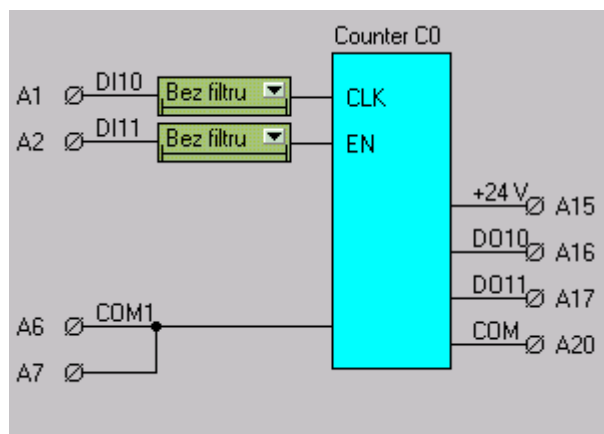 Counter C0
A1 DI10 Bez filtru CLK
A2 DI11 Bez filtru EN
+24 V A15
DO10 A16
DO11 A17
A6 COM1
COM A20
A7